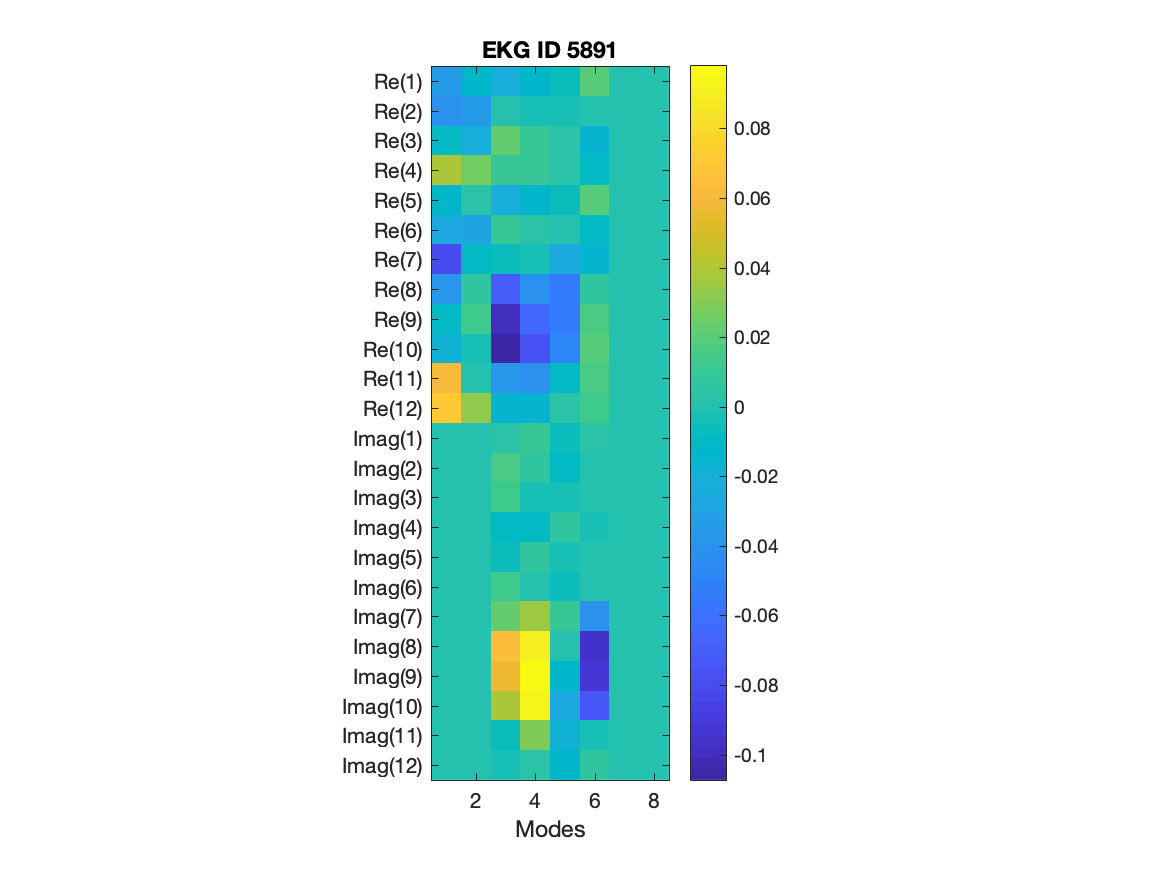 EKG ID 5891
Re(1)
Re(2)
Re(3)
Re(4)
Re(5)
Re(6)
Re(7)
Re(8)
Re(9)
Re(10)
Re(11)
Re(12)
Imag(1)
Imag(2)
Imag(3)
Imag(4)
Imag(5)
Imag(6)
Imag(7)
Imag(8)
Imag(9)
Imag(10)
Imag(11)
Imag(12)
2 4 6 8
Modes
0.08
0.06
0.04
0.02
0
-0.02
-0.04
-0.06
-0.08
-0.1